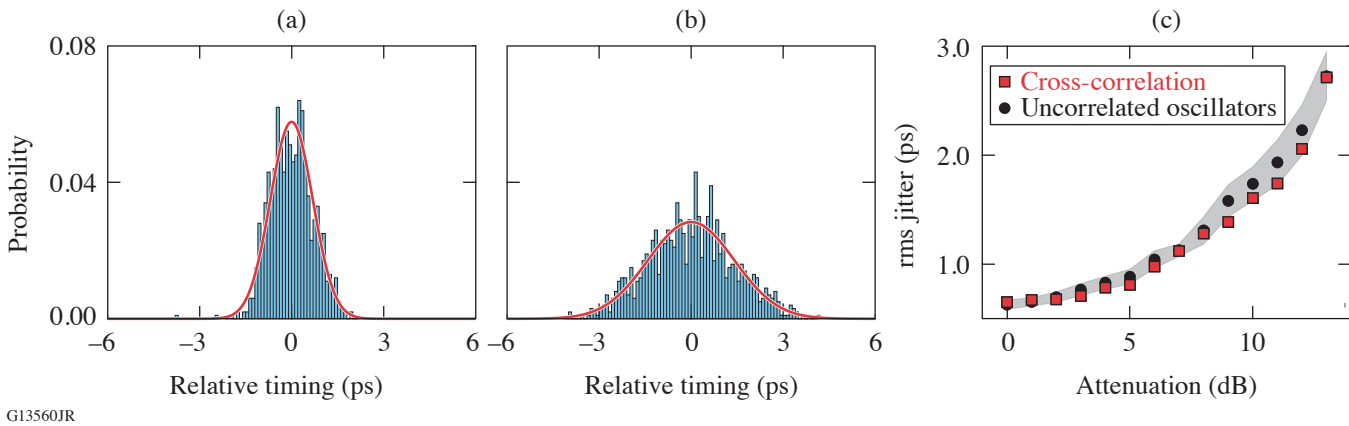 (a)
0.08
0.04
0.00
Probability
–6
–3
0
3
6
Relative timing (ps)
(b)
–6
–3
0
3
6
Relative timing (ps)
(c)
3.0
2.0
1.0
rms jitter (ps)
Cross-correlation
Uncorrelated oscillators
0
5
10
Attenuation (dB)
G13560JR